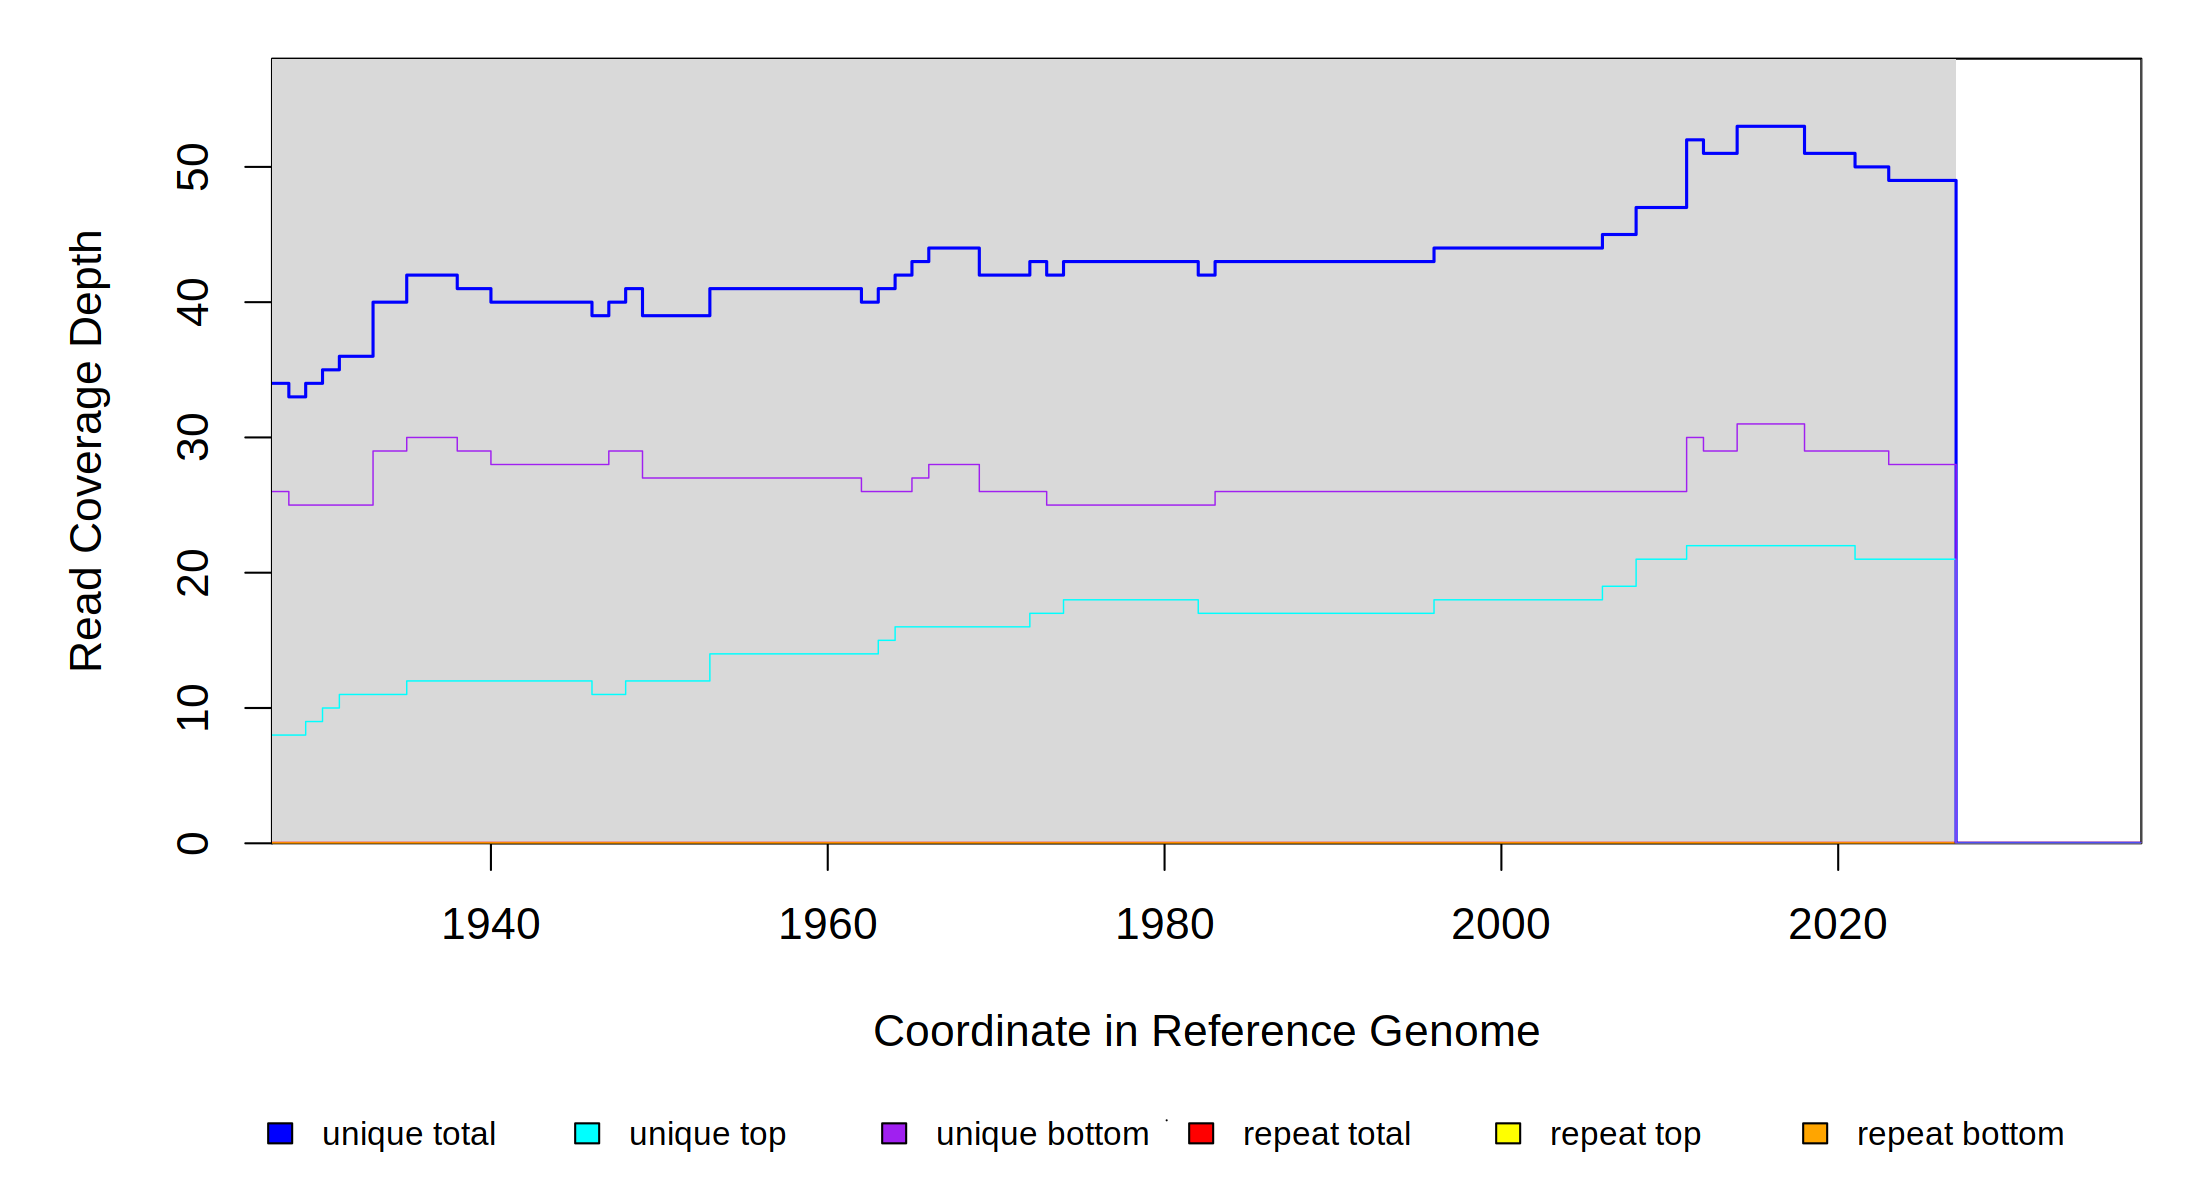 Read Coverage Depth
50
40
30
20
10
0
1940 1960 1980 2000 2020
Coordinate in Reference Genome
unique total unique top unique bottom repeat total repeat top repeat bottom